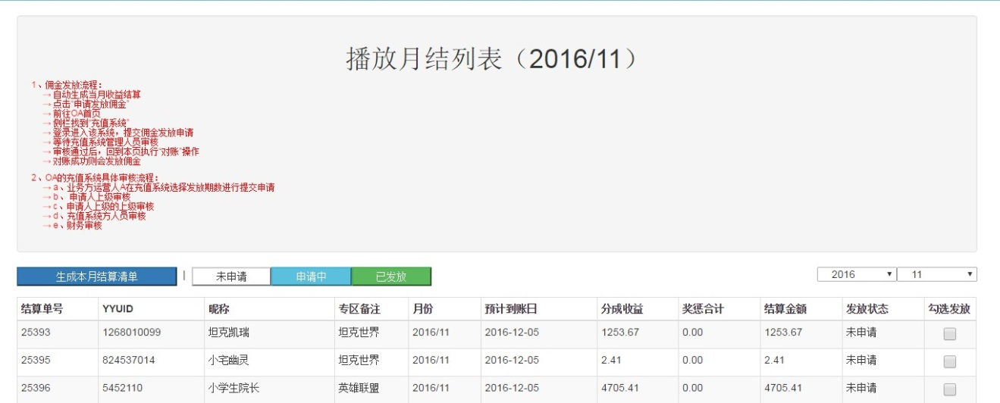 播放月结列表（2016/11）
1、佣金发放流程：
→自动生成当月收益结算
→点击“申请发放佣金”
→前往OA首页
→侧栏找到“充值系统”
→登录进入该系统，提交佣金发放申请
→等待充值系统管理人员审核
→审核通过后，回到本页执行“对账”操作
→对账成功则会发放佣金
2、OA的充值系统具体审核流程：
→a、业务方运营人A在充值系统选择发放期数进行提交申请
→b、申请人上级审核
→c、申请人上级的上级审核
→d、充值系统方人员审核
→e、财务审核
生成本月结算清单 | 未申请 申请中 已发放 2016 11
结算单号 YYUID 昵称 专区备注 月份 预计到账日 分成收益 奖惩合计 结算金额 发放状态 勾选发放
25393 1268010099 坦克凯瑞 坦克世界 2016/11 2016-12-05 1253.67 0.00 1253.67 未申请
25395 824537014 小宅幽灵 坦克世界 2016/11 2016-12-05 2.41 0.00 2.41 未申请
25396 5452110 小学生院长 英雄联盟 2016/11 2016-12-05 4705.41 0.00 4705.41 未申请